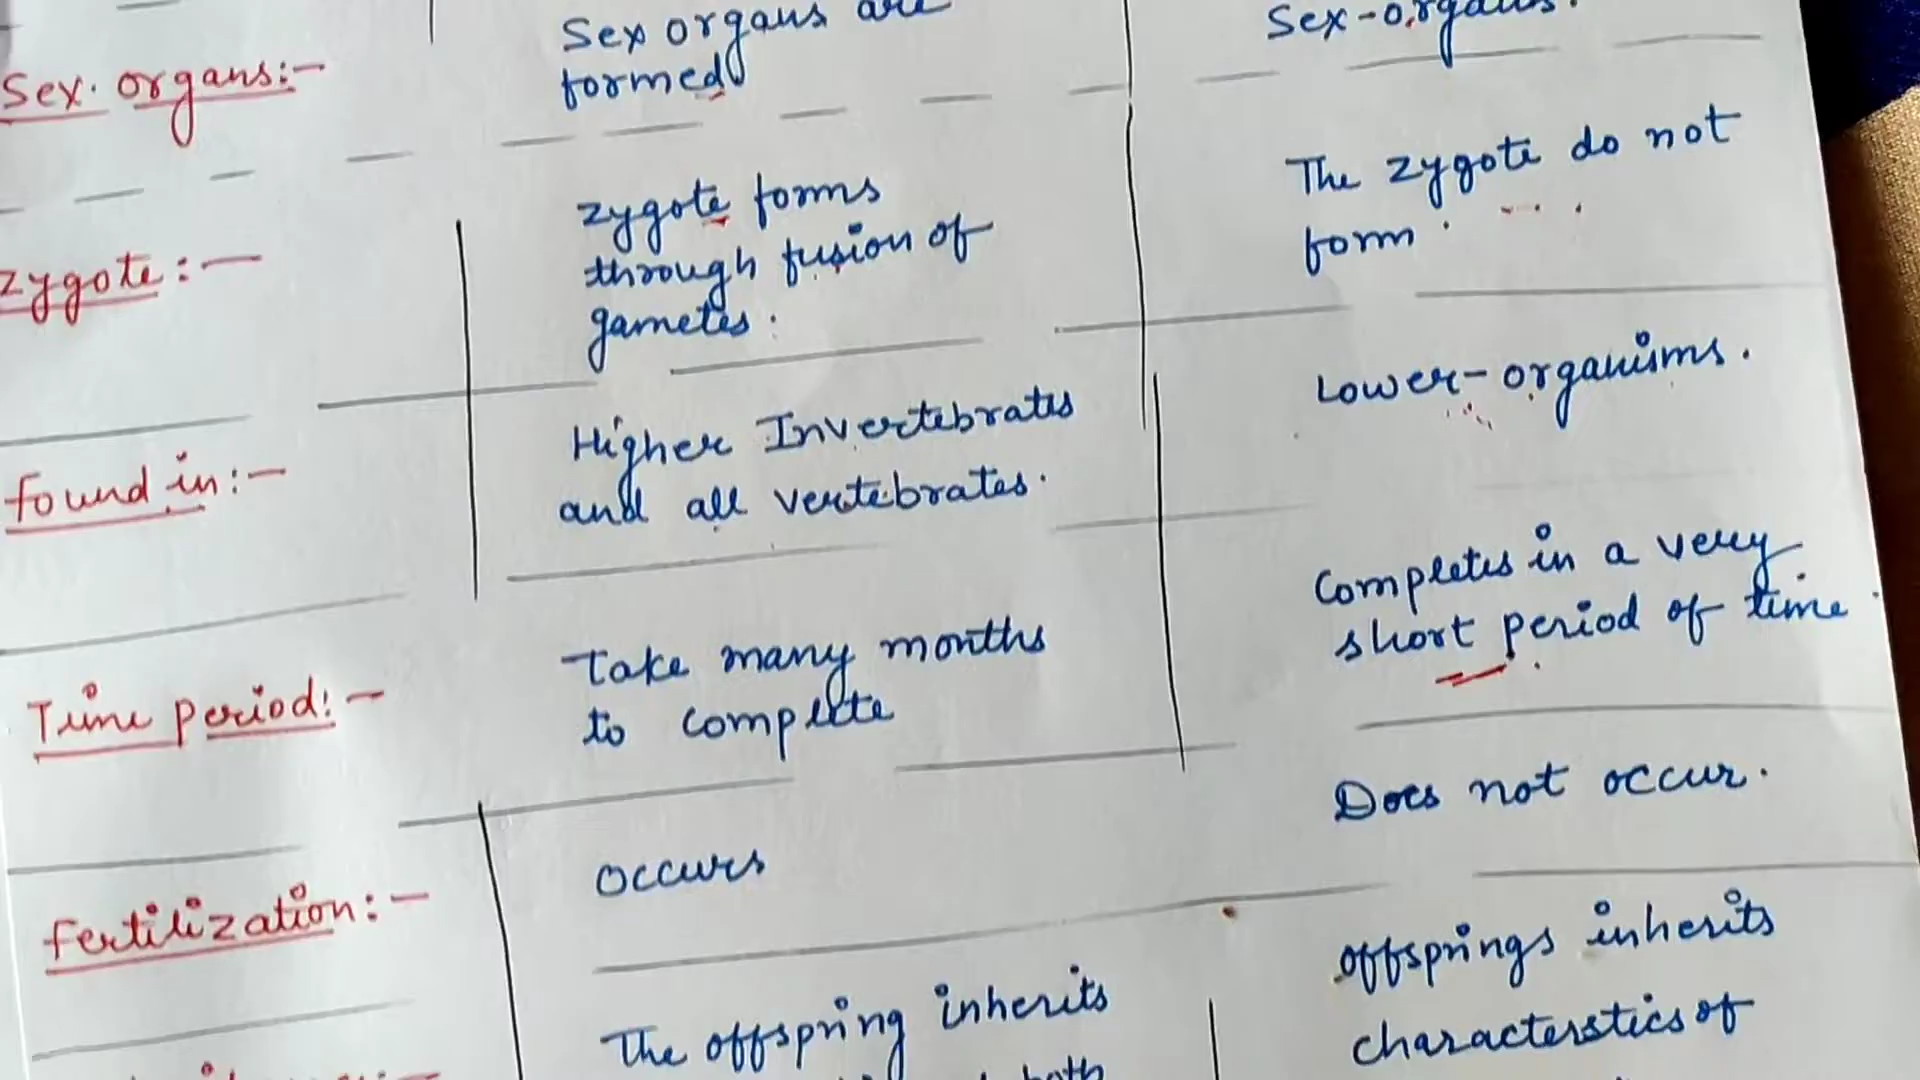 Sex organs are
formed
Sex-organs.
Sex. organs:-
Zygote:-
zygote forms
through fusion of
gametes.
The zygote do not
form.
found in:-
Higher Invertebrates
and all vertebrates.
Lower-organisms.
Time period:-
Take many months
to complete
Completes in a very
short period of time.
fertilization:-
occurs
Does not occur.
The offspring inherits
both
offsprings inherits
characterstics of